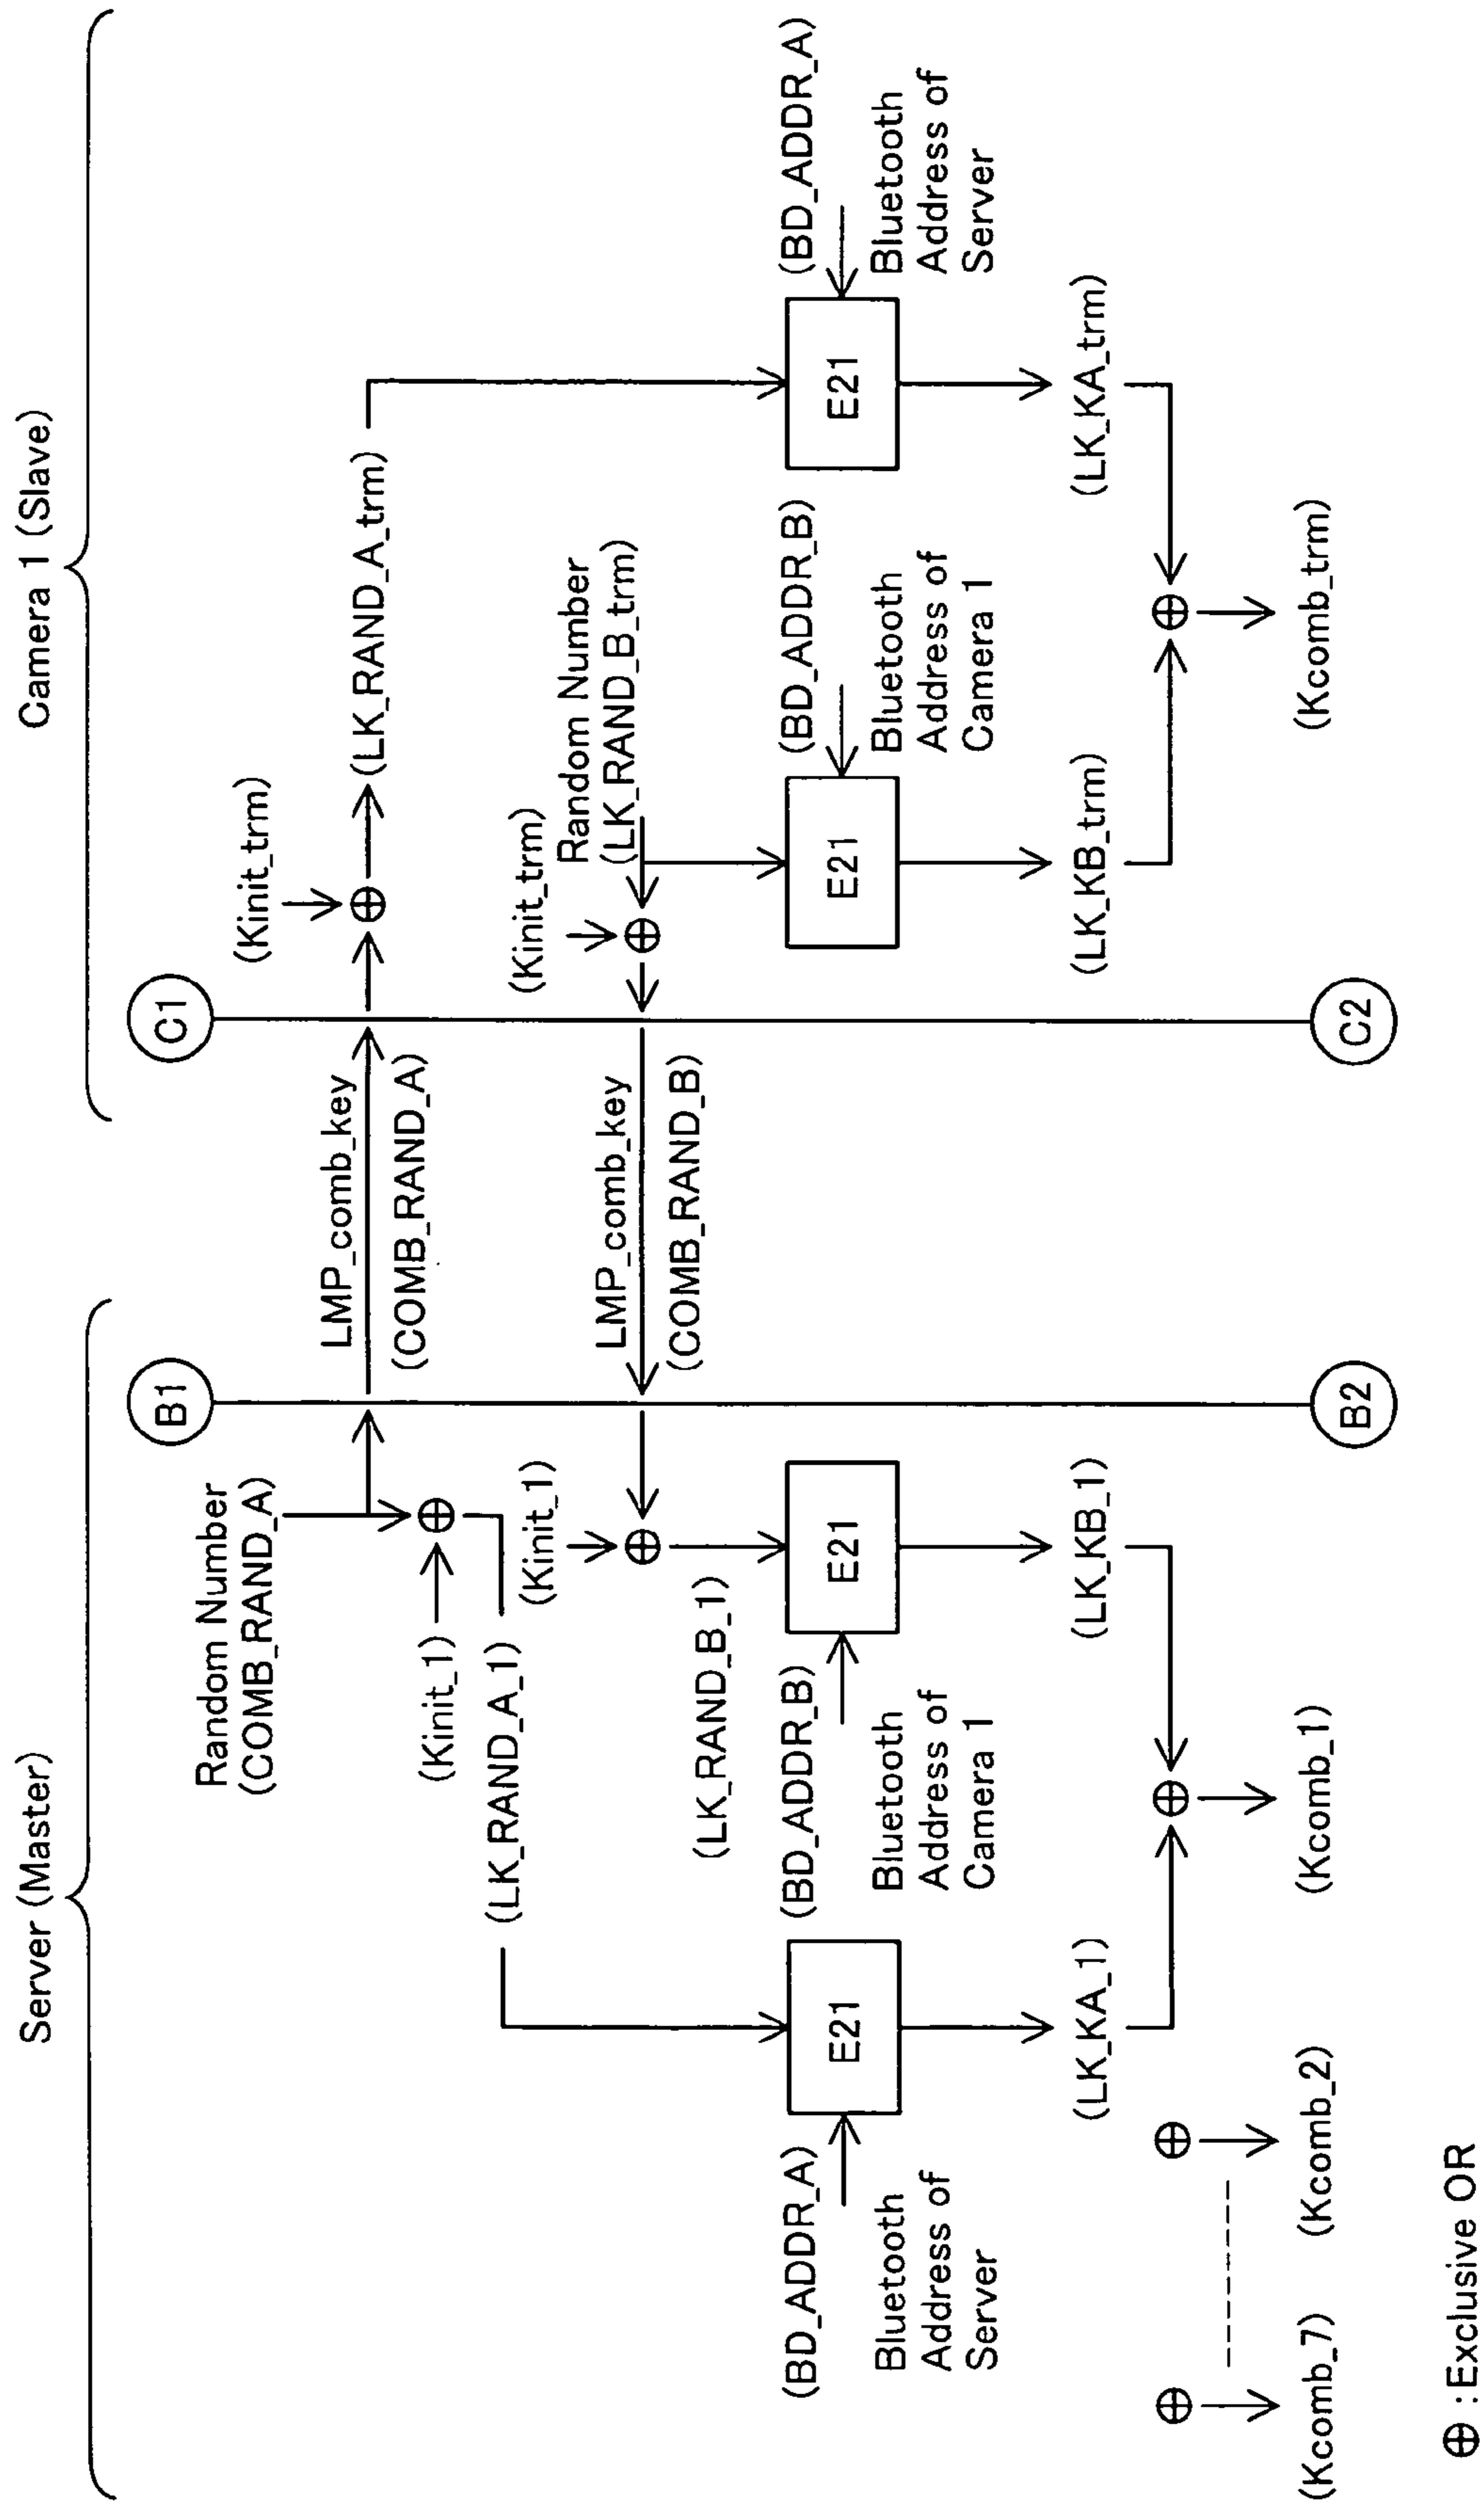 Server (Master)
Camera 1 (Slave)
B1
C1
Random Number
(COMB_RAND_A)
(Kinit_trm)
LMP_comb_key
(COMB_RAND_A)
(LK_RAND_A_trm)
(Kinit_1)
(LK_RAND_A_1)
(Kinit_1)
(Kinit_trm)
Random Number
(LK_RAND_B_trm)
LMP_comb_key
(COMB_RAND_B)
(LK_RAND_B_1)
(BD_ADDR_A)
Bluetooth
Address of
Server
E21
(BD_ADDR_B)
Bluetooth
Address of
Camera 1
E21
E21
(BD_ADDR_B)
Bluetooth
Address of
Camera 1
E21
(BD_ADDR_A)
Bluetooth
Address of
Server
(LK_KA_1)
(LK_KB_1)
(LK_KB_trm)
(LK_KA_trm)
(Kcomb_7)
(Kcomb_2)
(Kcomb_1)
(Kcomb_trm)
B2
C2
⊕ : Exclusive OR